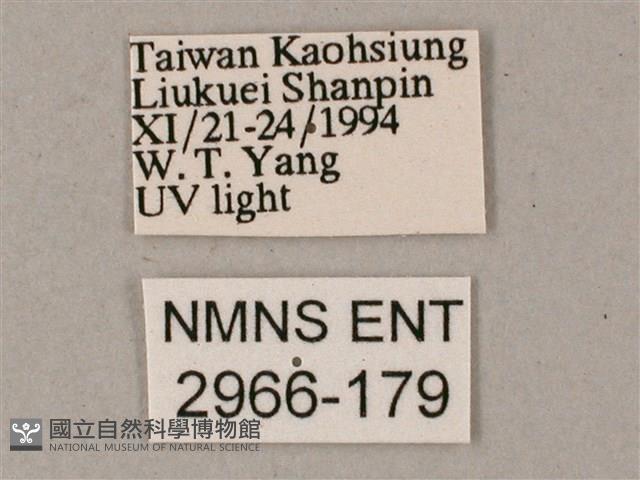 Taiwan Kaohsiung
Liukuei Shanpin
XI/21-24/1994
W. T. Yang
UV light
NMNS ENT
2966-179
國立自然科學博物館
NATIONAL MUSEUM OF NATURAL SCIENCE